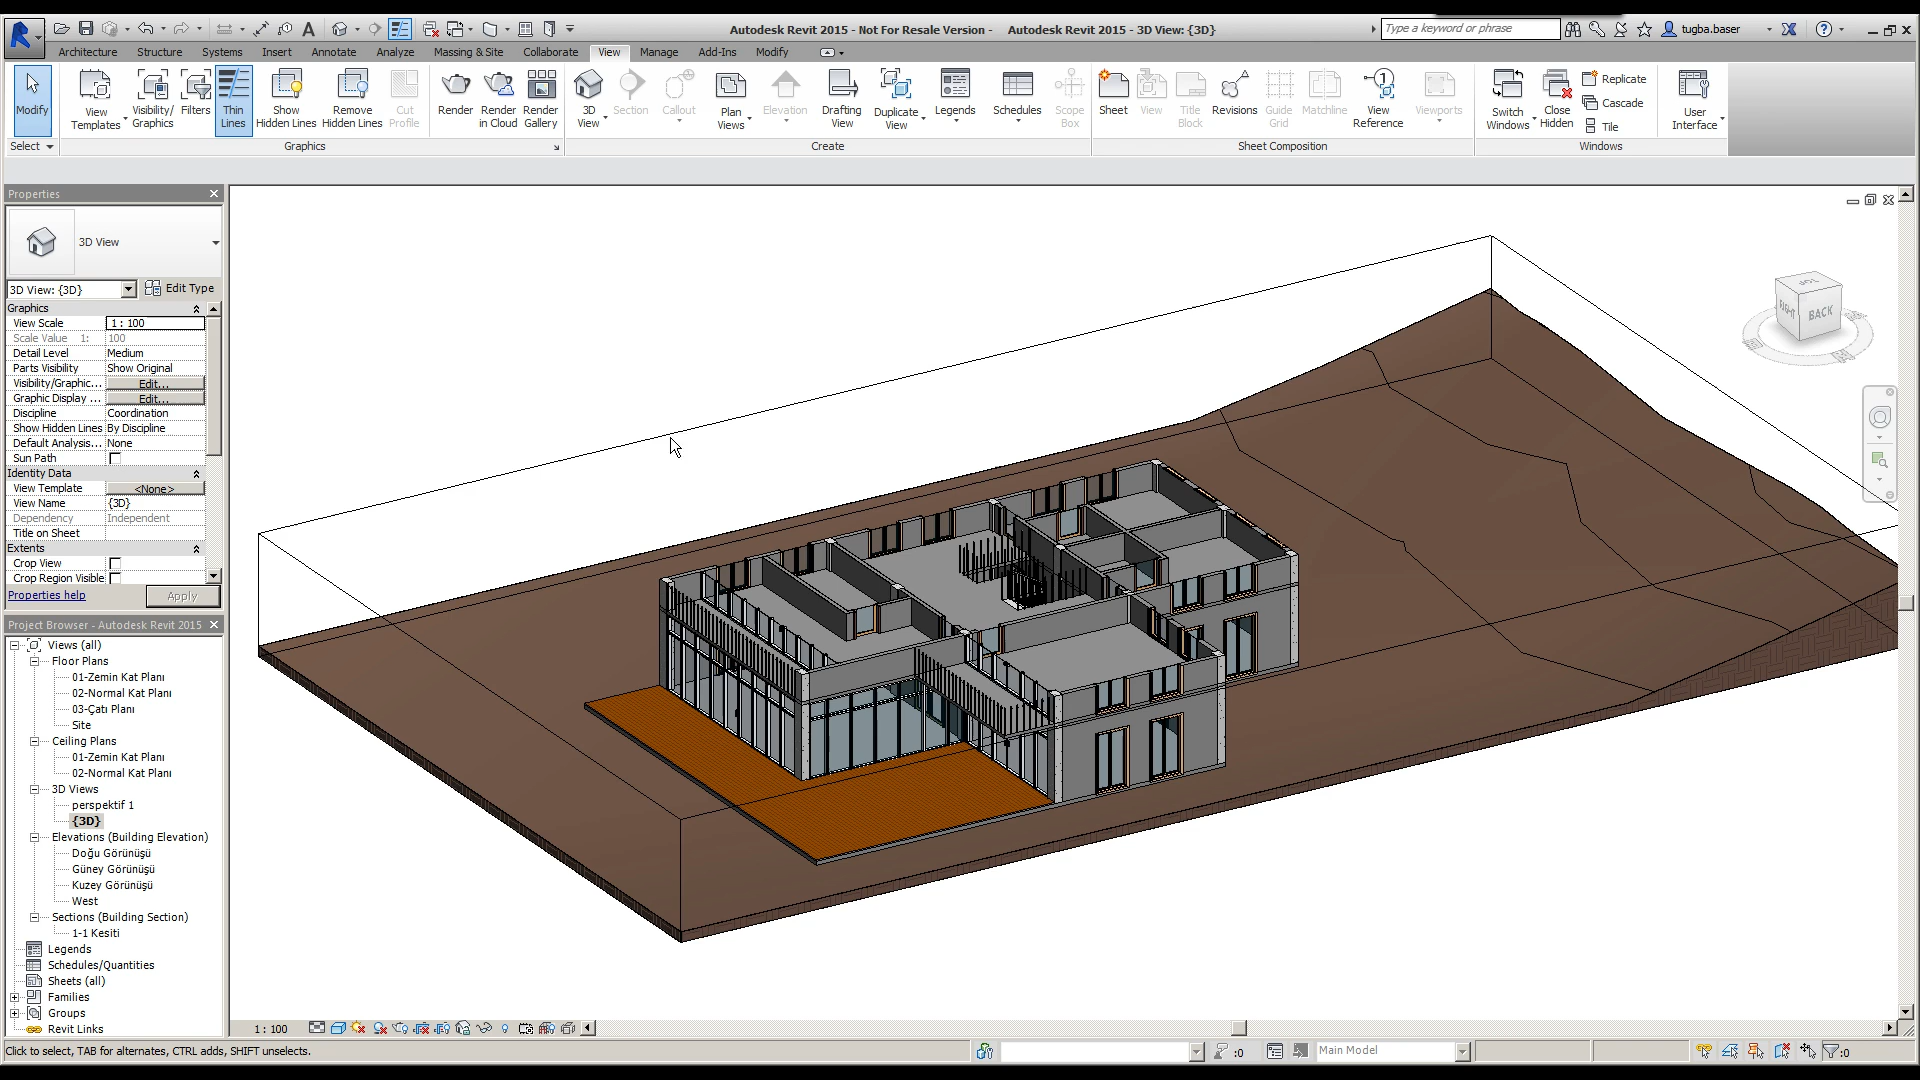 Autodesk Revit 2015 - Not For Resale Version - Autodesk Revit 2015 - 3D View: {3D}
Type a keyword or phrase
tugba.baser
Architecture Structure Systems Insert Annotate Analyze Massing & Site Collaborate View Manage Add-Ins Modify
Modify
View Templates
Visibility/ Graphics
Filters
Thin Lines
Show Hidden Lines
Remove Hidden Lines
Cut Profile
Render
Render in Cloud
Render Gallery
3D View
Section
Callout
Plan Views
Elevation
Drafting View
Duplicate View
Legends
Schedules
Scope Box
Sheet
View
Title Block
Revisions
Guide Grid
Matchline
View Reference
Viewports
Switch Windows
Close Hidden
Replicate
Cascade
Tile
User Interface
Select Graphics Create Sheet Composition Windows
Properties
3D View
3D View: {3D} Edit Type
Graphics
View Scale 1 : 100
Scale Value 1: 100
Detail Level Medium
Parts Visibility Show Original
Visibility/Graphic... Edit...
Graphic Display ... Edit...
Discipline Coordination
Show Hidden Lines By Discipline
Default Analysis... None
Sun Path
Identity Data
View Template <None>
View Name {3D}
Dependency Independent
Title on Sheet
Extents
Crop View
Crop Region Visible
Properties help Apply
Project Browser - Autodesk Revit 2015
Views (all)
Floor Plans
01-Zemin Kat Planı
02-Normal Kat Planı
03-Çatı Planı
Site
Ceiling Plans
01-Zemin Kat Planı
02-Normal Kat Planı
3D Views
perspektif 1
{3D}
Elevations (Building Elevation)
Doğu Görünüşü
Güney Görünüşü
Kuzey Görünüşü
West
Sections (Building Section)
1-1 Kesiti
Legends
Schedules/Quantities
Sheets (all)
Families
Groups
Revit Links
TOP
RIGHT
BACK
1 : 100
Click to select, TAB for alternates, CTRL adds, SHIFT unselects.
:0
Main Model
:0